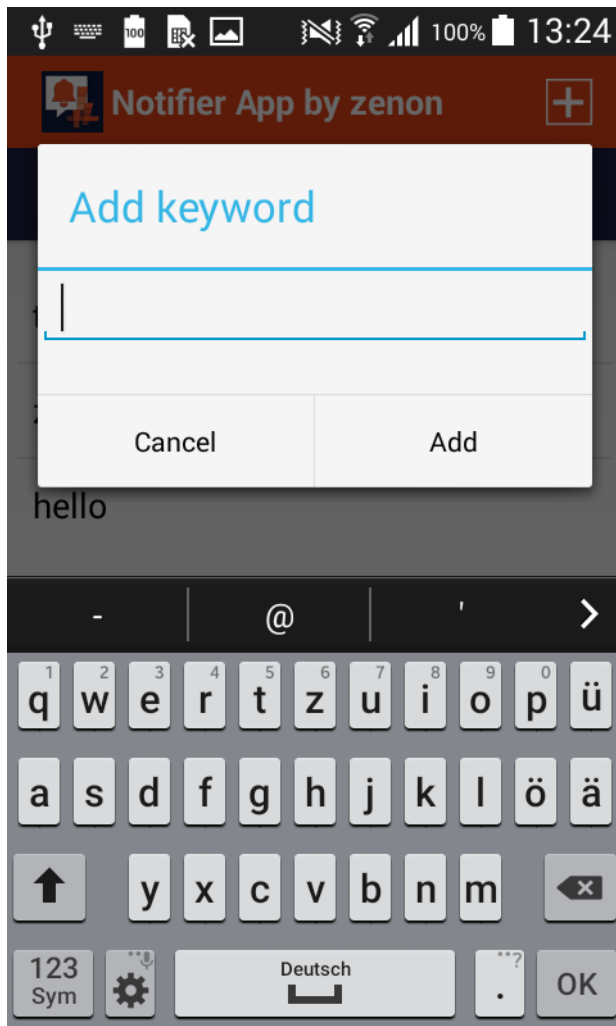 100 100% 13:24
Notifier App by zenon
Add keyword
t
z
Cancel Add
hello
- @ '
1 2 3 4 5 6 7 8 9 0
q w e r t z u i o p ü
a s d f g h j k l ö ä
y x c v b n m
123 Deutsch ?
Sym . OK